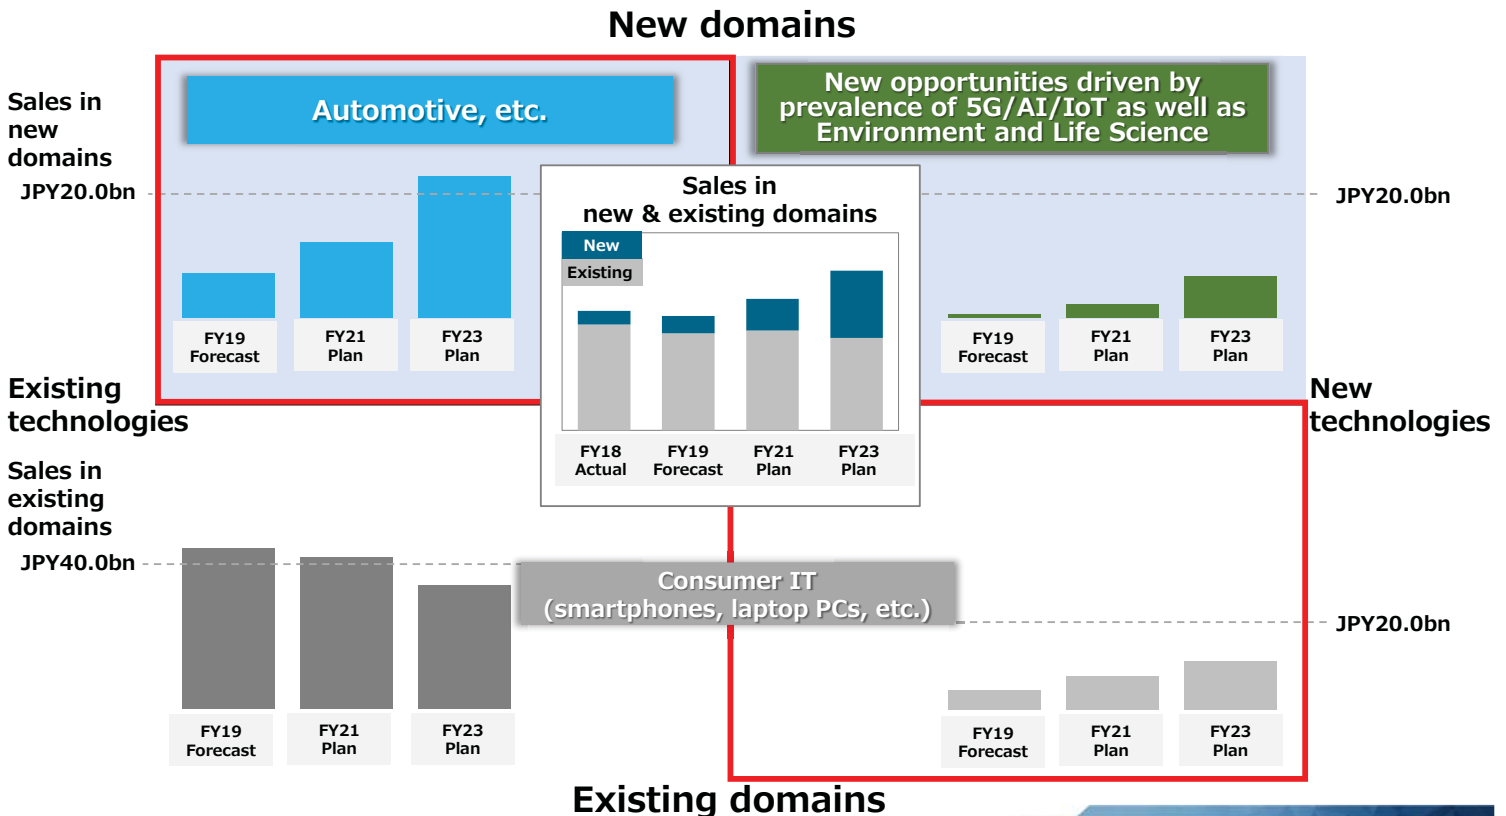 New domains
Sales in
new
domains
JPY20.0bn
Automotive, etc.
FY19
Forecast
FY21
Plan
FY23
Plan
New opportunities driven by
prevalence of 5G/AI/IoT as well as
Environment and Life Science
JPY20.0bn
FY19
Forecast
FY21
Plan
FY23
Plan
Sales in
new & existing domains
New
Existing
FY18
Actual
FY19
Forecast
FY21
Plan
FY23
Plan
Existing
technologies
New
technologies
Sales in
existing
domains
JPY40.0bn
FY19
Forecast
FY21
Plan
FY23
Plan
Consumer IT
(smartphones, laptop PCs, etc.)
JPY20.0bn
FY19
Forecast
FY21
Plan
FY23
Plan
Existing domains